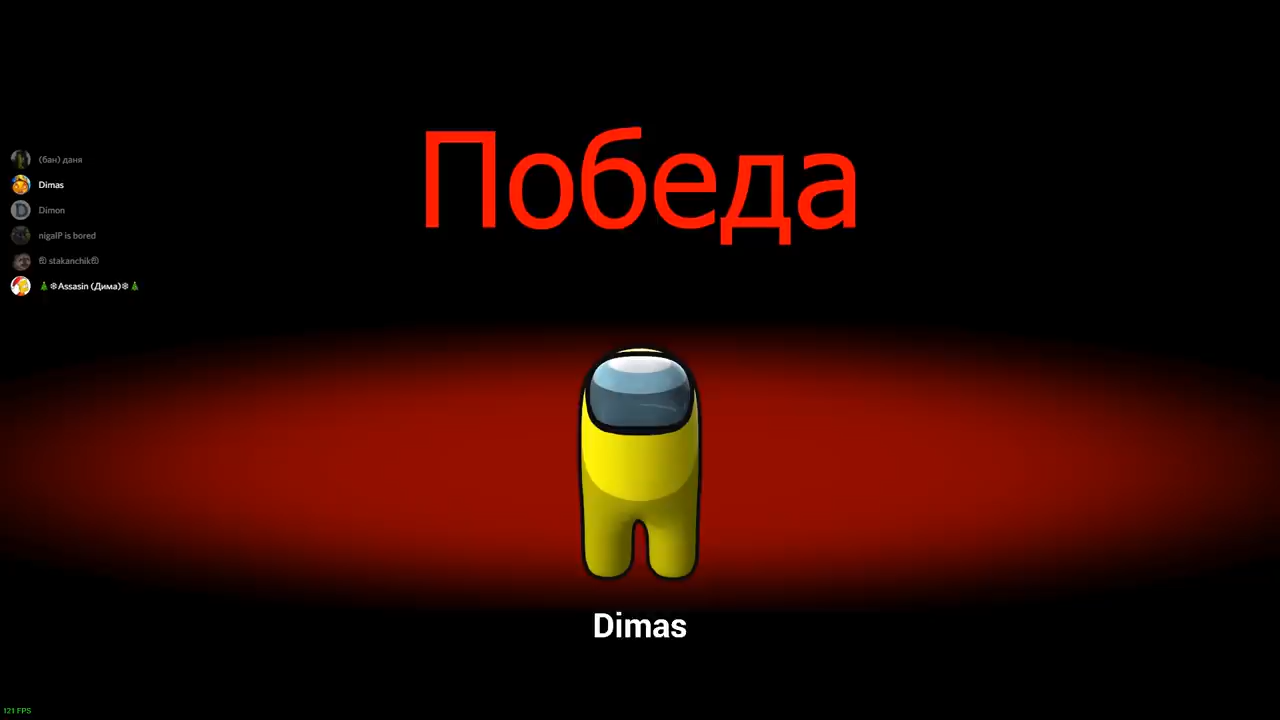 Победа
(бан) даня
Dimas
Dimon
nigalP is bored
stakanchik
Assasin (Дима)
Dimas
121 FPS